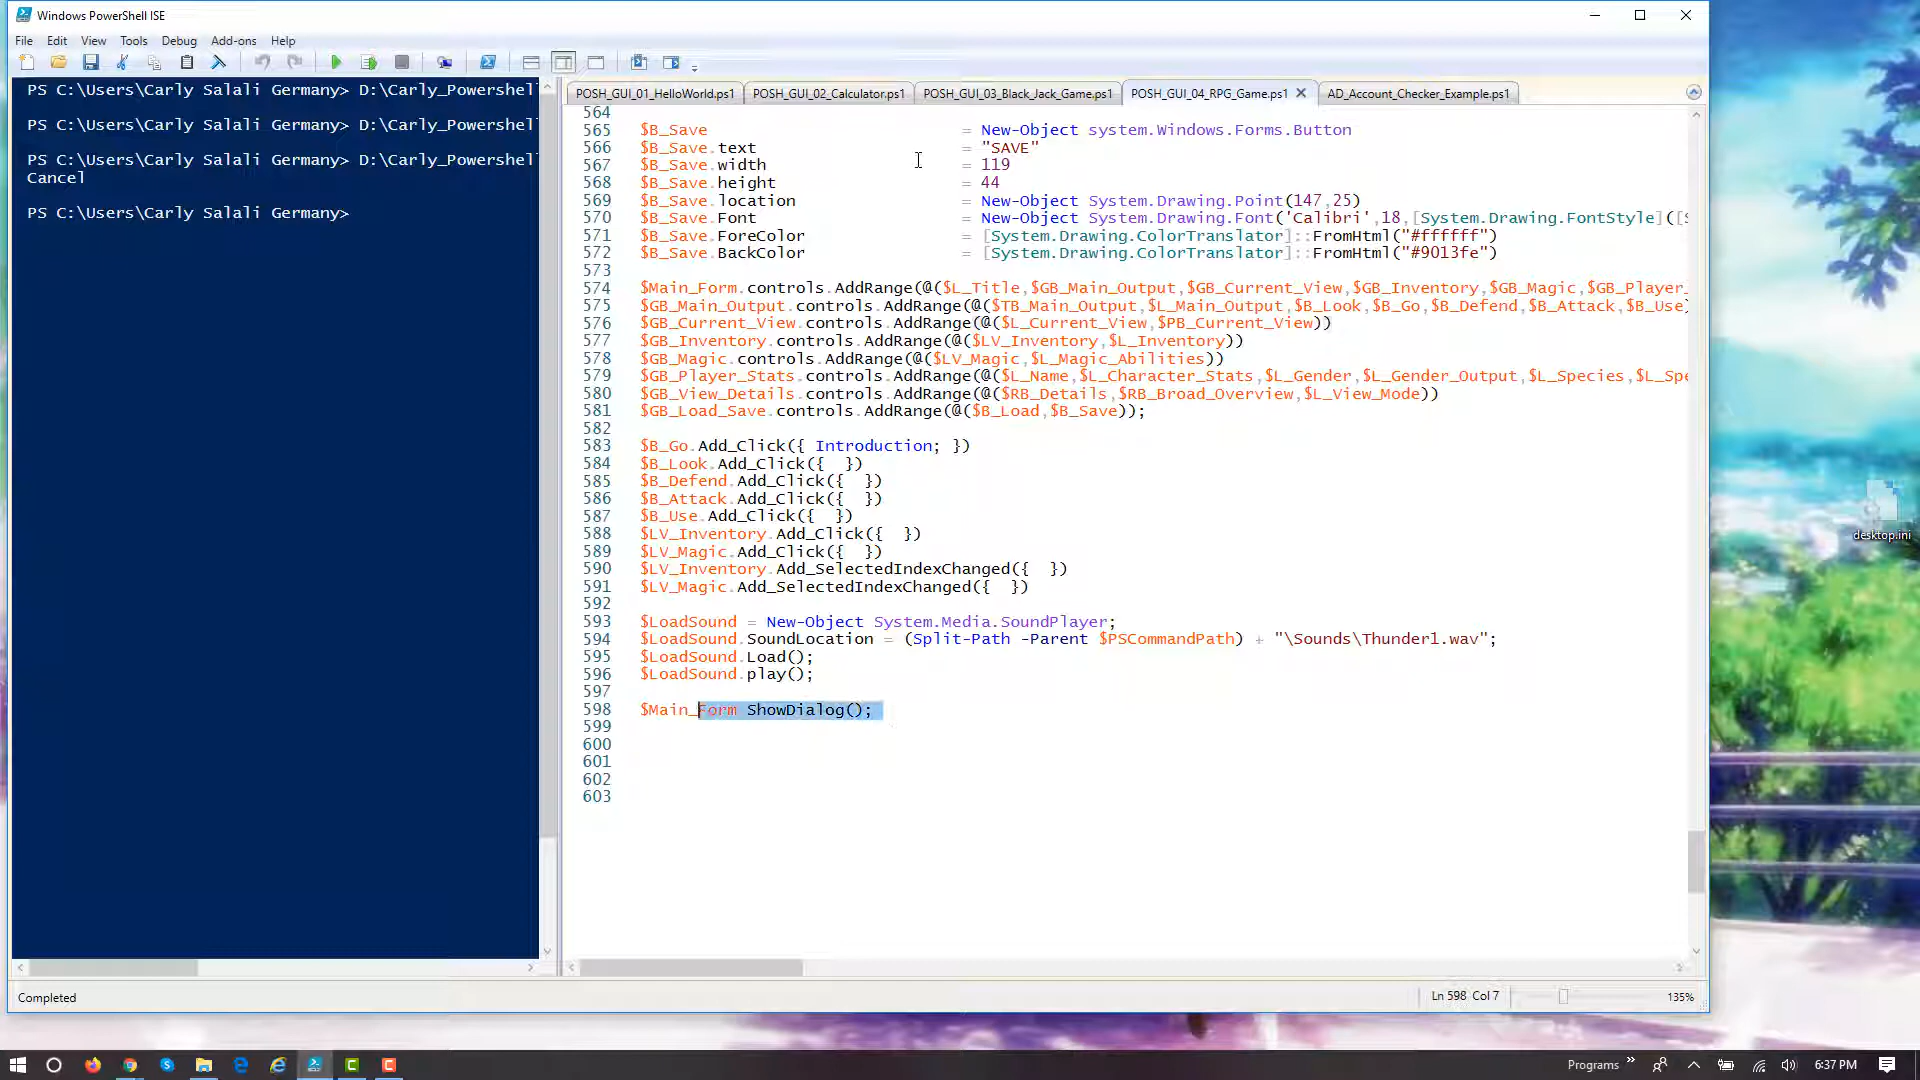 Windows PowerShell ISE
File Edit View Tools Debug Add-ons Help
PS C:\Users\Carly Salali Germany> D:\Carly_Powershell
PS C:\Users\Carly Salali Germany> D:\Carly_Powershell
PS C:\Users\Carly Salali Germany> D:\Carly_Powershell
Cancel
PS C:\Users\Carly Salali Germany>
POSH_GUI_01_HelloWorld.ps1 POSH_GUI_02_Calculator.ps1 POSH_GUI_03_Black_Jack_Game.ps1 POSH_GUI_04_RPG_Game.ps1 AD_Account_Checker_Example.ps1
564
565 $B_Save = New-Object system.Windows.Forms.Button
566 $B_Save.text = "SAVE"
567 $B_Save.width = 119
568 $B_Save.height = 44
569 $B_Save.location = New-Object System.Drawing.Point(147,25)
570 $B_Save.Font = New-Object System.Drawing.Font('Calibri',18,[System.Drawing.FontStyle]([S
571 $B_Save.ForeColor = [System.Drawing.ColorTranslator]::FromHtml("#ffffff")
572 $B_Save.BackColor = [System.Drawing.ColorTranslator]::FromHtml("#9013fe")
573
574 $Main_Form.controls.AddRange(@($L_Title,$GB_Main_Output,$GB_Current_View,$GB_Inventory,$GB_Magic,$GB_Player_
575 $GB_Main_Output.controls.AddRange(@($TB_Main_Output,$L_Main_Output,$B_Look,$B_Go,$B_Defend,$B_Attack,$B_Use)
576 $GB_Current_View.controls.AddRange(@($L_Current_View,$PB_Current_View))
577 $GB_Inventory.controls.AddRange(@($LV_Inventory,$L_Inventory))
578 $GB_Magic.controls.AddRange(@($LV_Magic,$L_Magic_Abilities))
579 $GB_Player_Stats.controls.AddRange(@($L_Name,$L_Character_Stats,$L_Gender,$L_Gender_Output,$L_Species,$L_Spe
580 $GB_View_Details.controls.AddRange(@($RB_Details,$RB_Broad_Overview,$L_View_Mode))
581 $GB_Load_Save.controls.AddRange(@($B_Load,$B_Save));
582
583 $B_Go.Add_Click({ Introduction; })
584 $B_Look.Add_Click({ })
585 $B_Defend.Add_Click({ })
586 $B_Attack.Add_Click({ })
587 $B_Use.Add_Click({ })
588 $LV_Inventory.Add_Click({ })
589 $LV_Magic.Add_Click({ })
590 $LV_Inventory.Add_SelectedIndexChanged({ })
591 $LV_Magic.Add_SelectedIndexChanged({ })
592
593 $LoadSound = New-Object System.Media.SoundPlayer;
594 $LoadSound.SoundLocation = (Split-Path -Parent $PSCommandPath) + "\Sounds\Thunder1.wav";
595 $LoadSound.Load();
596 $LoadSound.play();
597
598 $Main_Form ShowDialog();
599
600
601
602
603
desktop.ini
Completed
Ln 598 Col 7
135%
Programs
6:37 PM